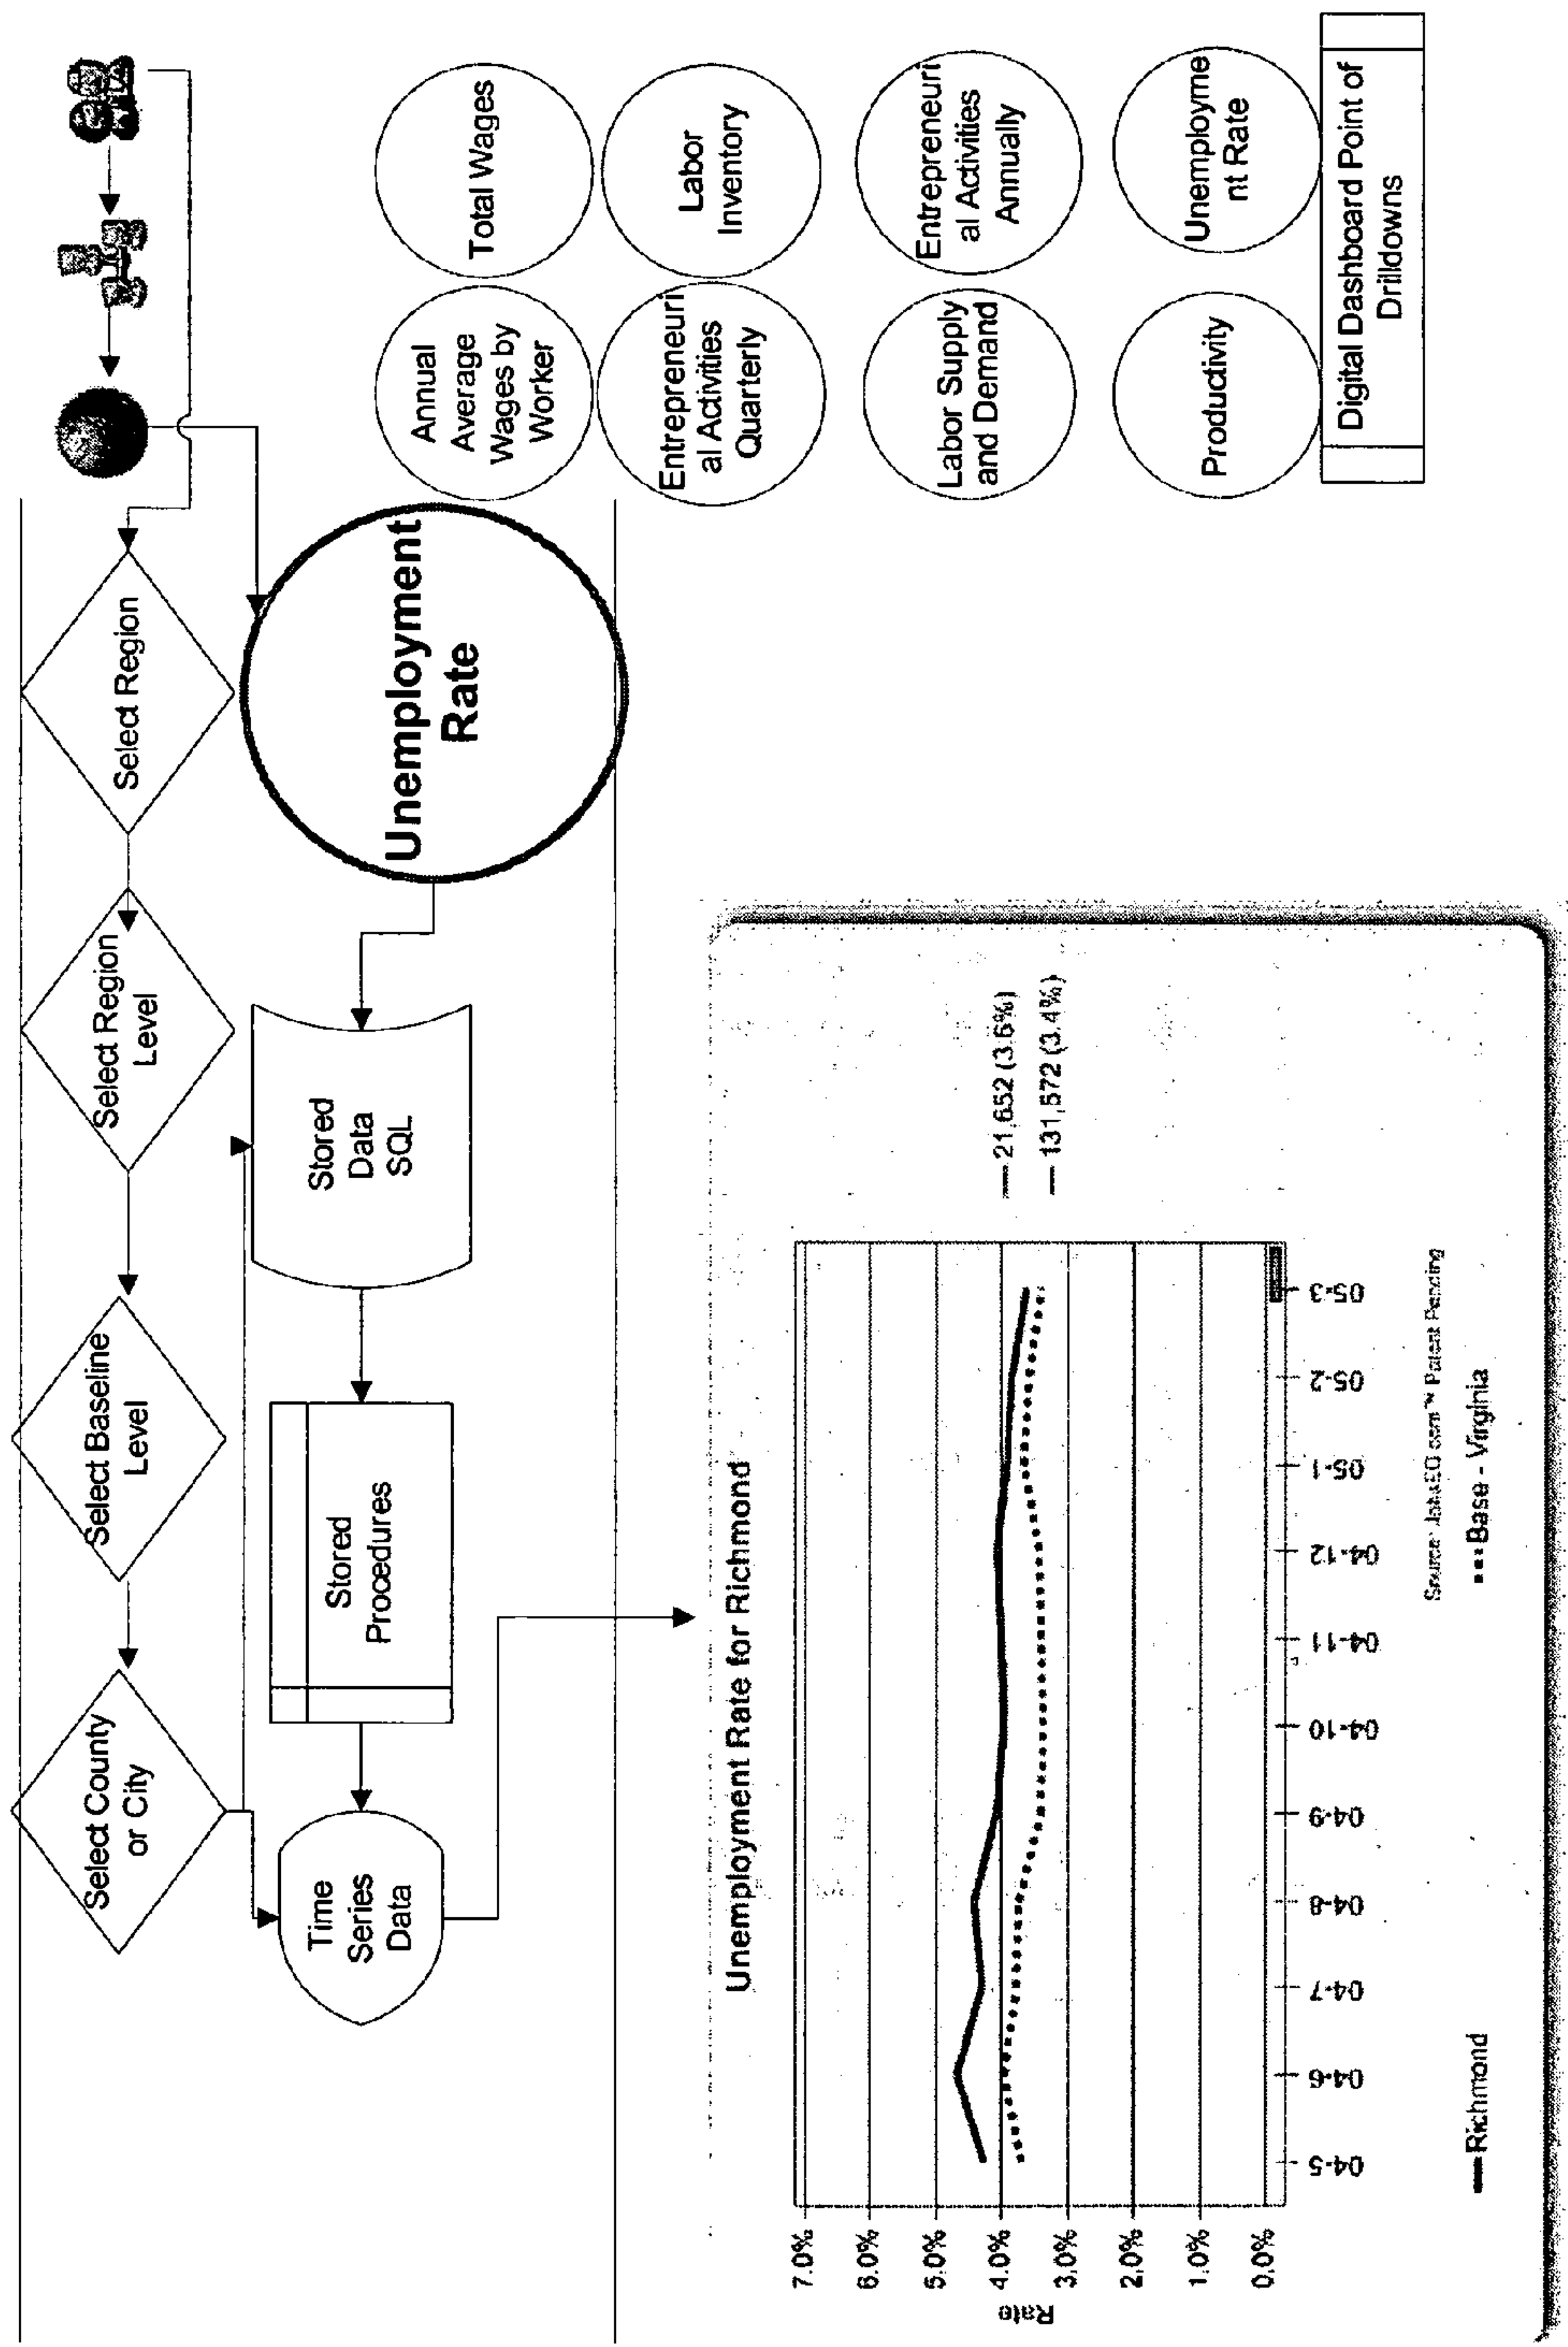 Select County
or City
Select Baseline
Level
Select Region
Level
Select Region
Time
Series
Data
Stored
Procedures
Stored
Data
SQL
Unemployment
Rate
Annual
Average
Wages by
Worker
Total Wages
Entrepreneuri
al Activities
Quarterly
Labor
Inventory
Labor Supply
and Demand
Entrepreneuri
al Activities
Annually
Productivity
Unemployme
nt Rate
Digital Dashboard Point of
Drilldowns
Unemployment Rate for Richmond
7.0%
6.0%
5.0%
4.0%
3.0%
2.0%
1.0%
0.0%
Rate
04-5
04-6
04-7
04-8
04-9
04-10
04-11
04-12
05-1
05-2
05-3
21,652 (3.6%)
131,572 (3.4%)
Source: Patent Pending
Richmond
Base - Virginia